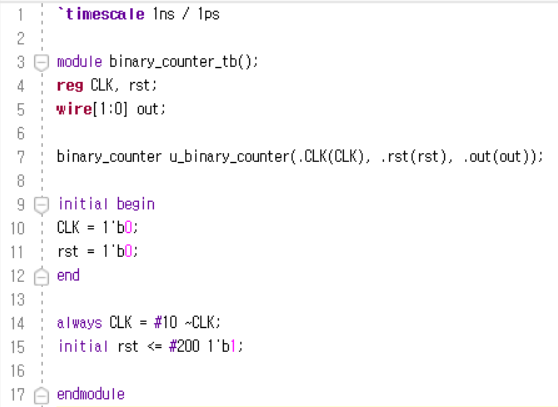 1 `timescale 1ns / 1ps
2
3 module binary_counter_tb();
4 reg CLK, rst;
5 wire[1:0] out;
6
7 binary_counter u_binary_counter(.CLK(CLK), .rst(rst), .out(out));
8
9 initial begin
10 CLK = 1'b0;
11 rst = 1'b0;
12 end
13
14 always CLK = #10 ~CLK;
15 initial rst <= #200 1'b1;
16
17 endmodule